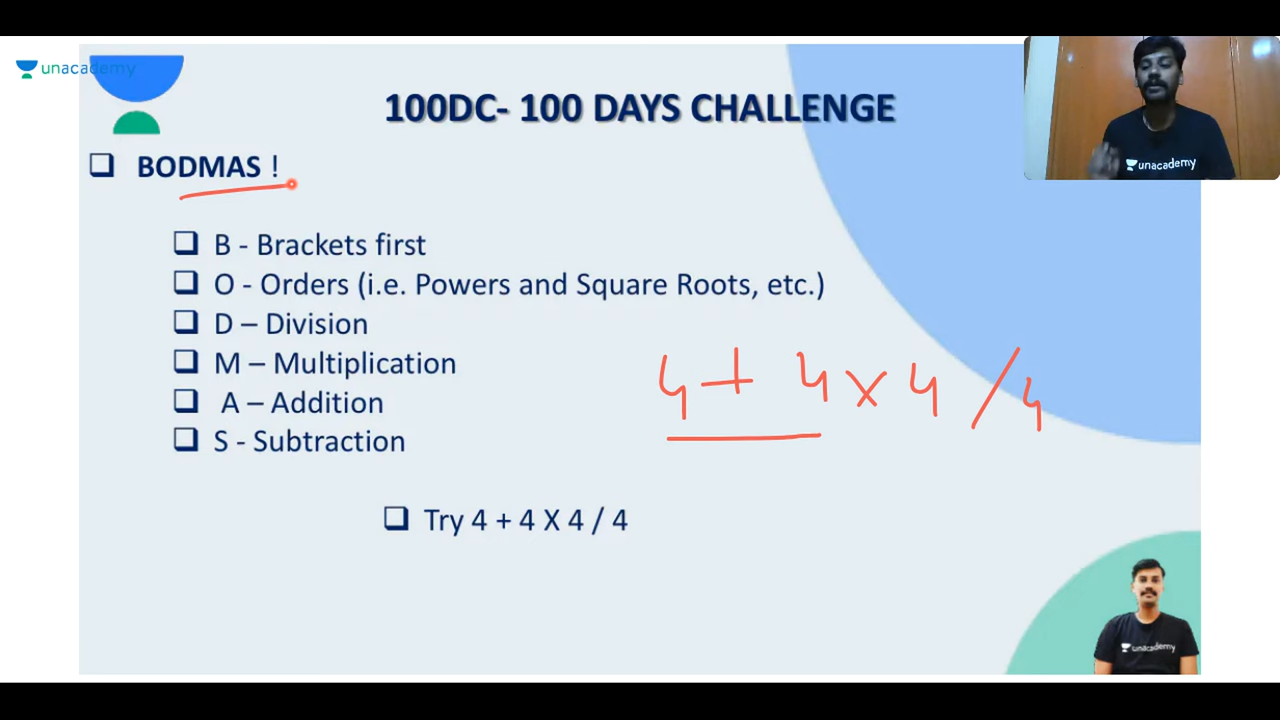 unacademy
100DC- 100 DAYS CHALLENGE
unacademy
BODMAS !
B - Brackets first
O - Orders (i.e. Powers and Square Roots, etc.)
D – Division
M – Multiplication
4 + 4 x 4 / 4
A – Addition
S - Subtraction
Try 4 + 4 X 4 / 4
unacademy